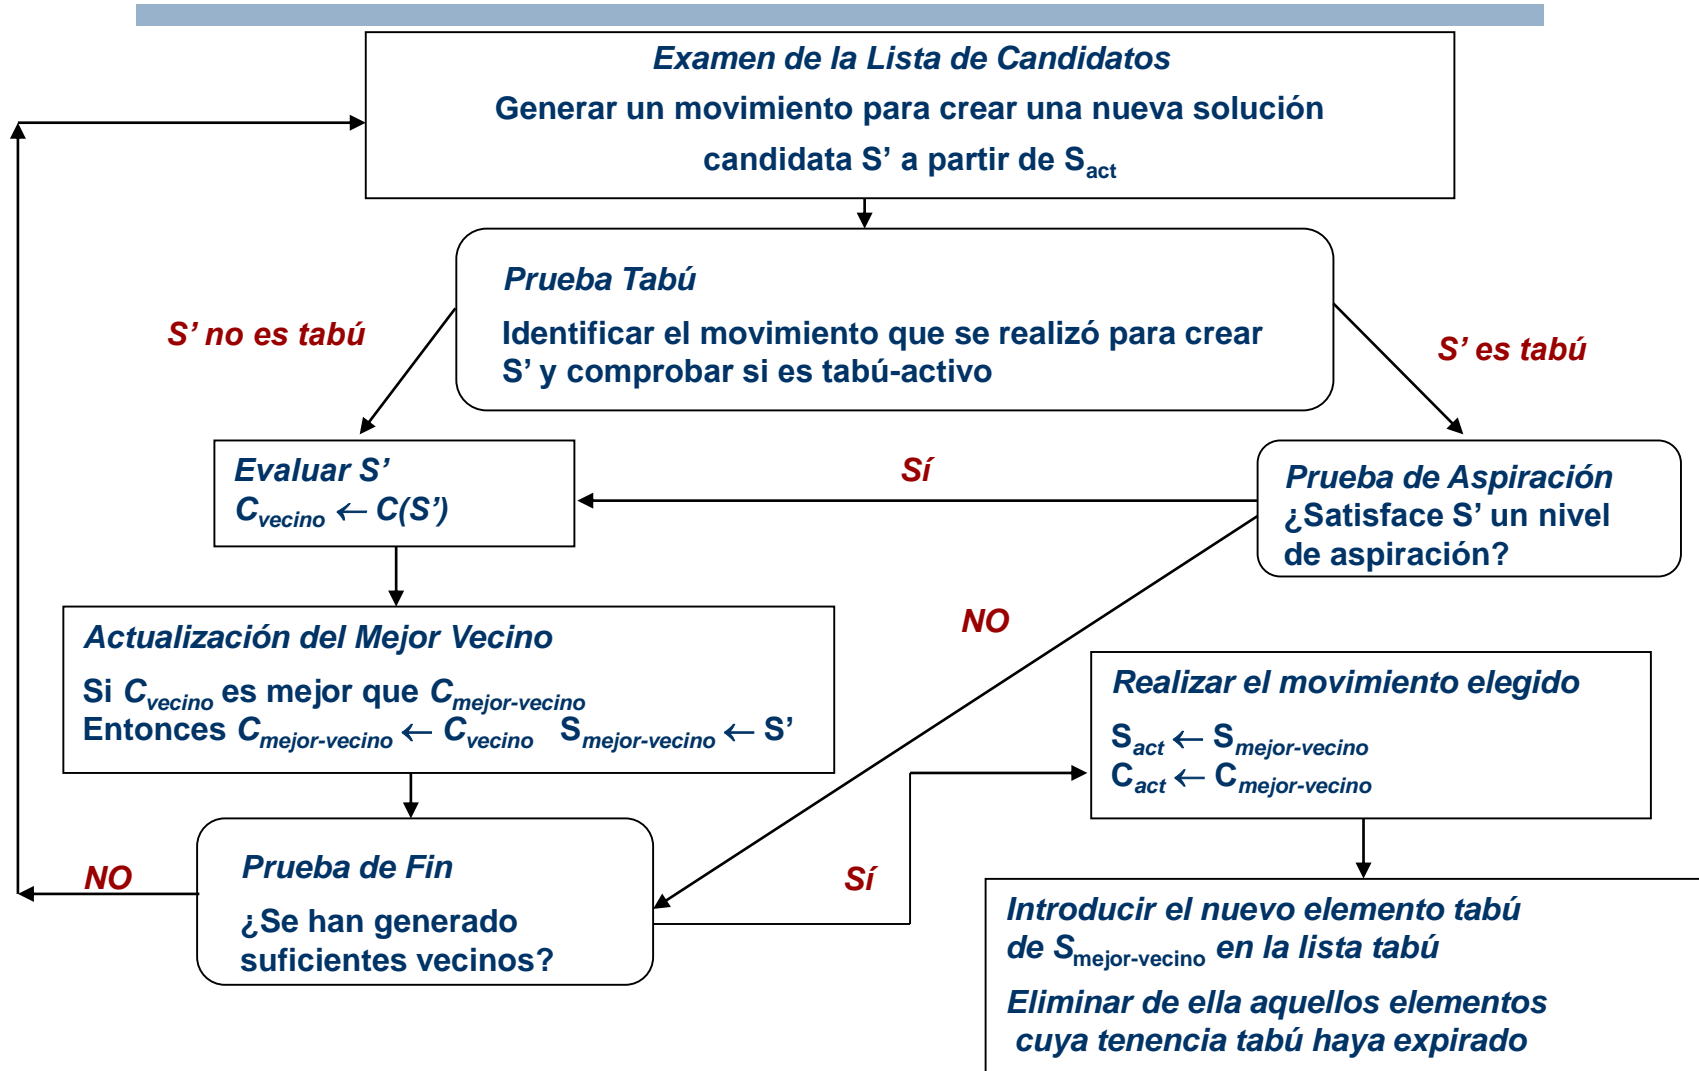 Examen de la Lista de Candidatos
Generar un movimiento para crear una nueva solución
candidata S’ a partir de Sact
Prueba Tabú
Identificar el movimiento que se realizó para crear
S’ y comprobar si es tabú-activo
S’ no es tabú
S’ es tabú
Evaluar S’
Cvecino ← C(S’)
Sí
Prueba de Aspiración
¿Satisface S’ un nivel
de aspiración?
NO
Actualización del Mejor Vecino
Si Cvecino es mejor que Cmejor-vecino
Entonces Cmejor-vecino ← Cvecino Smejor-vecino ← S’
Realizar el movimiento elegido
Sact ← Smejor-vecino
Cact ← Cmejor-vecino
Prueba de Fin
¿Se han generado
suficientes vecinos?
NO
Sí
Introducir el nuevo elemento tabú
de Smejor-vecino en la lista tabú
Eliminar de ella aquellos elementos
cuya tenencia tabú haya expirado